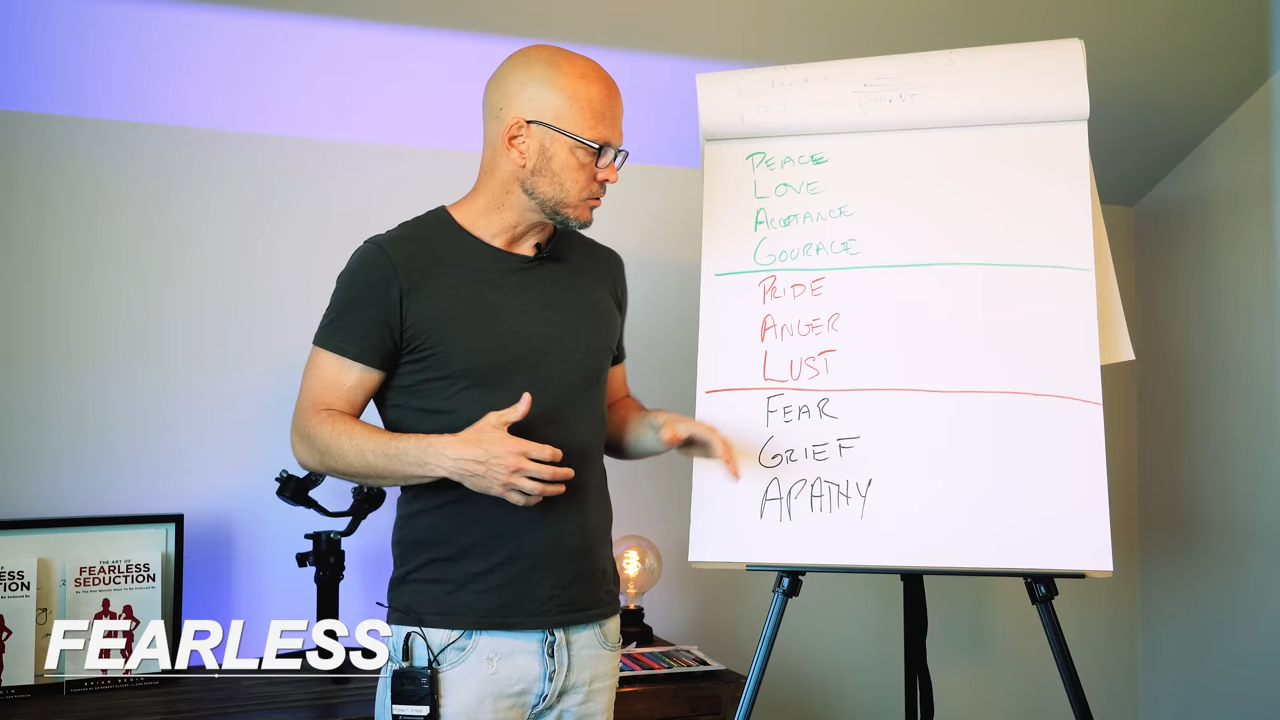 PEACE
LOVE
ACCEPTANCE
COURAGE
PRIDE
ANGER
LUST
FEAR
GRIEF
APATHY
THE ART OF
FEARLESS
SEDUCTION
FEARLESS